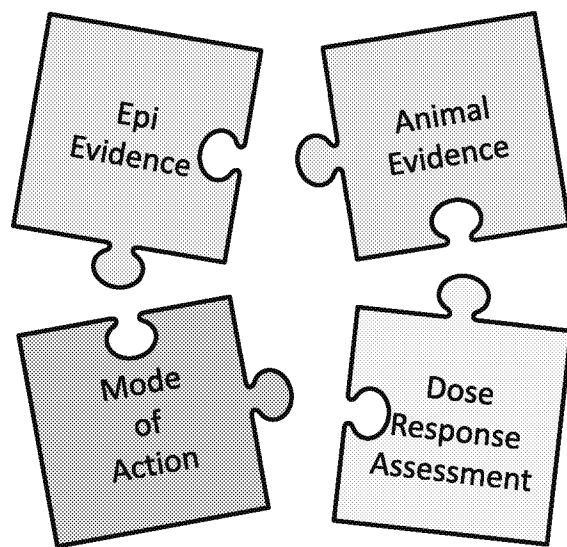 Epi
Evidence
Animal
Evidence
Mode
of
Action
Dose
Response
Assessment